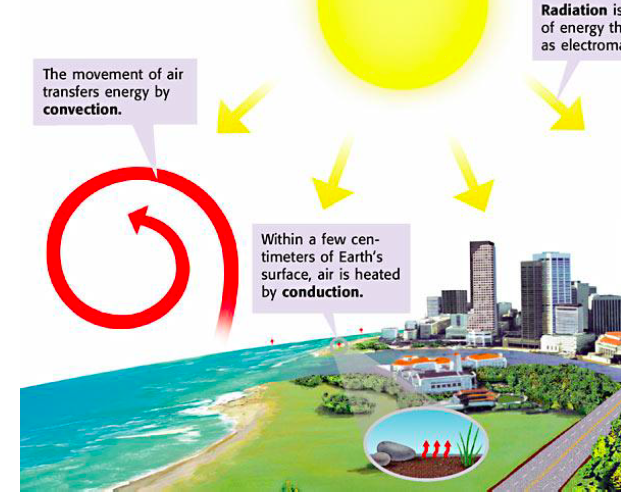 Radiation is
of energy th
as electroma
The movement of air
transfers energy by
convection.
Within a few cen-
timeters of Earth's
surface, air is heated
by conduction.